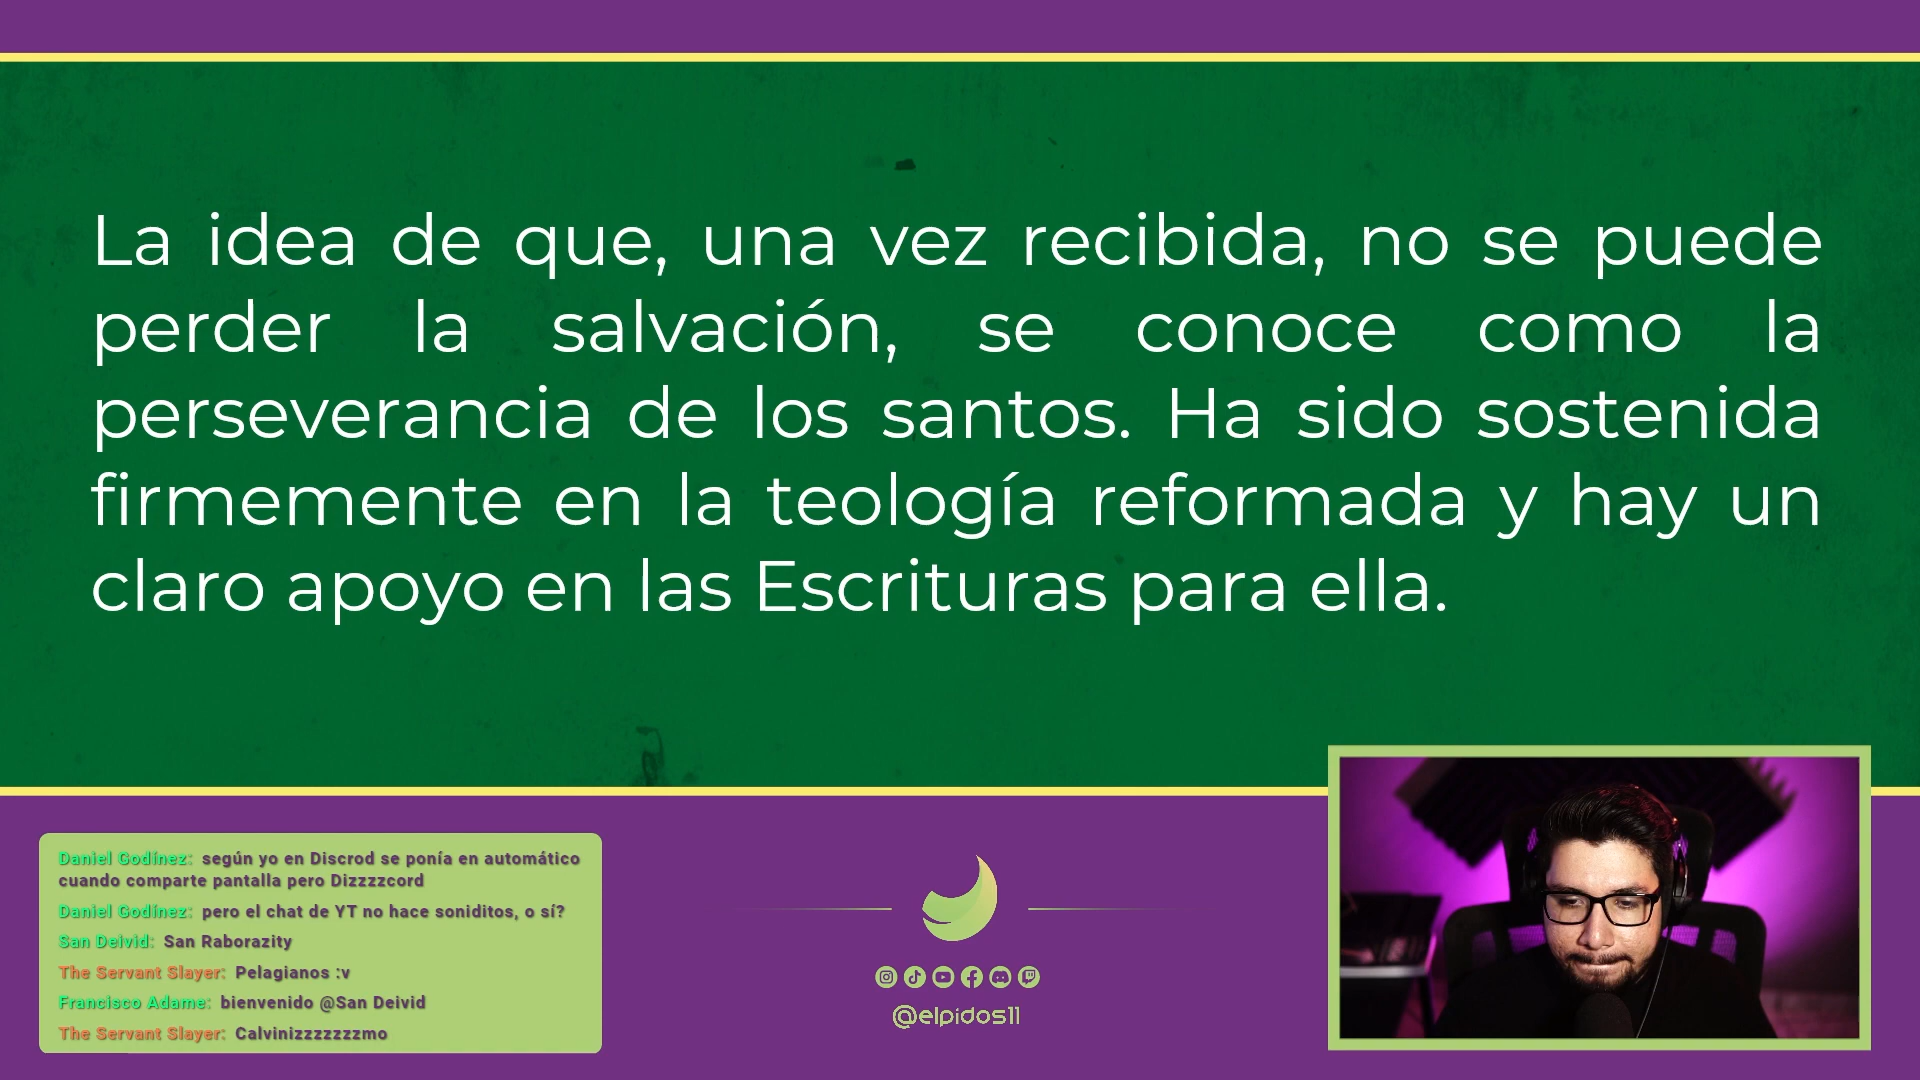 La idea de que, una vez recibida, no se puede
perder la salvación, se conoce como la
perseverancia de los santos. Ha sido sostenida
firmemente en la teología reformada y hay un
claro apoyo en las Escrituras para ella.
Daniel Godínez: según yo en Discrod se ponía en automático
cuando comparte pantalla pero Dizzzzcord
Daniel Godínez: pero el chat de YT no hace soniditos, o sí?
San Deivid: San Raborazity
The Servant Slayer: Pelagianos :v
Francisco Adame: bienvenido @San Deivid
The Servant Slayer: Calvinizzzzzzzmo
@elpidos11